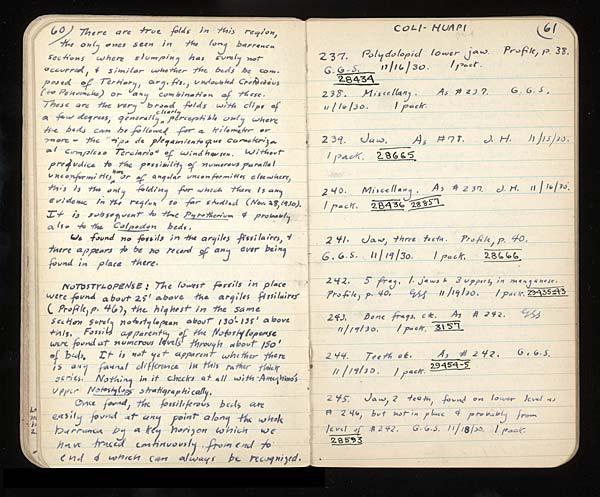 60) There are true folds in this region,
the only ones seen in the long barranca
sections where slumping has surely not
occurred, & similar whether the beds be com-
posed of Tertiary, arg. fis., undoubted Cretacicus
(to Pehuenche) or any combination of these.
These are the very broad folds with dips of
a few degrees, generally clearly perceptible only where
the beds can be followed for a kilometer or
more - the "tipo de plegamiento que caracteriza
al complejo Terciario" of Windhausen. Without
prejudice to the possibility of numerous parallel
unconformities, nor of angular unconformities elsewhere,
this is the only folding for which there is any
evidence in the region so far studied (Nov. 28, 1930).
It is subsequent to the Pyrotherium & probably
also to the Colpodon beds.
We found no fossils in the argiles fissilaires, &
there appears to be no record of any ever being
found in place there.
NOTOSTYLOPENSE: The lowest fossils in place
were found about 25' above the argiles fissilaires
(Profile, p. 46), the highest in the same
section surely notostylopean about 130'-135' above
this. Fossils apparently of the Notostylopense
were found at numerous levels through about 150'
of beds. It is not yet apparent whether there
is any faunal difference in this rather thick
series. Nothing in it checks at all with Ameghino's
upper Notostylops stratigraphically.
Once found, the fossiliferous beds are
easily found at any point along the whole
barranca by a key horizon which we
have traced continuously from end to
end & which can always be recognized.
COLI-HUAPI 61
237. Polydolopid lower jaw. Profile, p. 38.
G.G.S. 11/16/30. 1 pack.
28434
238. Miscellany. As #237. G.G.S.
11/16/30. 1 pack.
239. Jaw. As #78. J.H. 11/15/30.
1 pack. 28665
240. Miscellany. As #237. J.H. 11/16/30.
1 pack. 28436 28857
241. Jaw, three teeth. Profile, p. 40.
G.G.S. 11/19/30. 1 pack. 28666
242. 5 frag. l. jaws & 3 uppers, in manganese.
Profile, p. 40. GGS 11/19/30. 1 pack. 29435-43
243. Bone frags. etc. As #242. GGS
11/19/30. 1 pack. 3157
244. Teeth etc. As #242. G.G.S.
11/19/30. 1 pack. 29454-5
245. Jaw, 2 teeth, found on lower level as
#246, but not in place & probably from
level of #242. G.G.S. 11/18/30. 1 pack.
28593